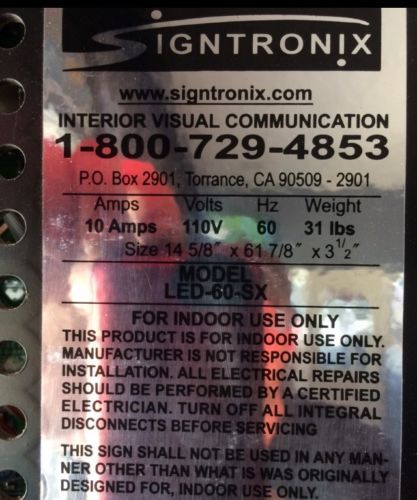 SIGNTRONIX
www.signtronix.com
INTERIOR VISUAL COMMUNICATION
1-800-729-4853
P.O. Box 2901, Torrance, CA 90509 - 2901
Amps Volts Hz Weight
10 Amps 110V 60 31 lbs
Size 14 5/8" x 61 7/8" x 3 1/2"
MODEL
LED-60-SX
FOR INDOOR USE ONLY
THIS PRODUCT IS FOR INDOOR USE ONLY.
MANUFACTURER IS NOT RESPONSIBLE FOR
INSTALLATION. ALL ELECTRICAL REPAIRS
SHOULD BE PERFORMED BY A CERTIFIED
ELECTRICIAN. TURN OFF ALL INTEGRAL
DISCONNECTS BEFORE SERVICING
THIS SIGN SHALL NOT BE USED IN ANY MAN-
NER OTHER THAN WHAT IS WAS ORIGINALLY
DESIGNED FOR, INDOOR USE ONLY.